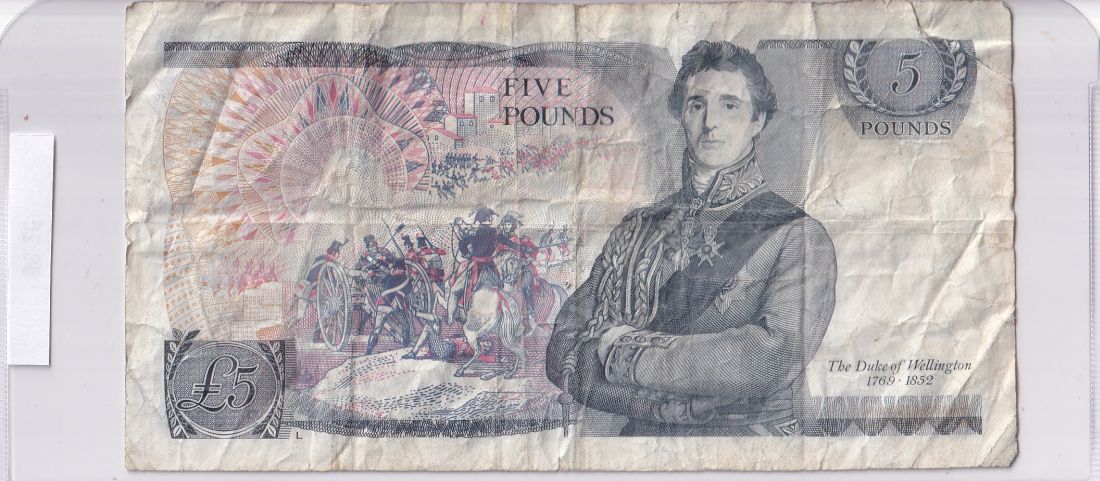 FIVE
POUNDS
5
POUNDS
The Duke of Wellington
1769 · 1852
£5
L